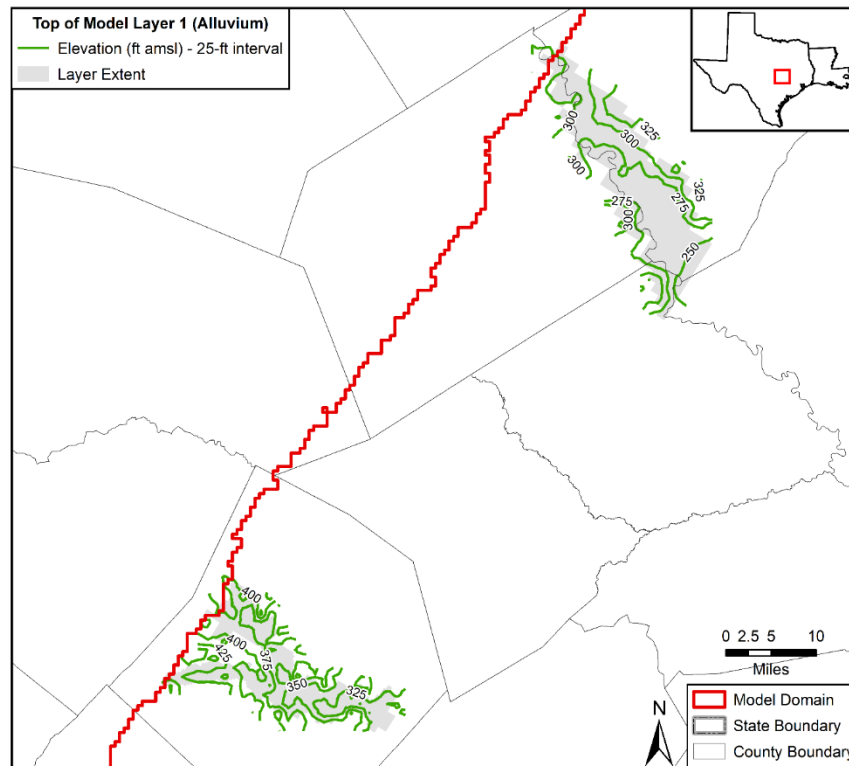 Top of Model Layer 1 (Alluvium)
Elevation (ft amsl) - 25-ft interval
Layer Extent
300
300
325
300
325
275
275
300
250
400
400
425
375
350
325
0 2.5 5 10
Miles
N
Model Domain
State Boundary
County Boundary